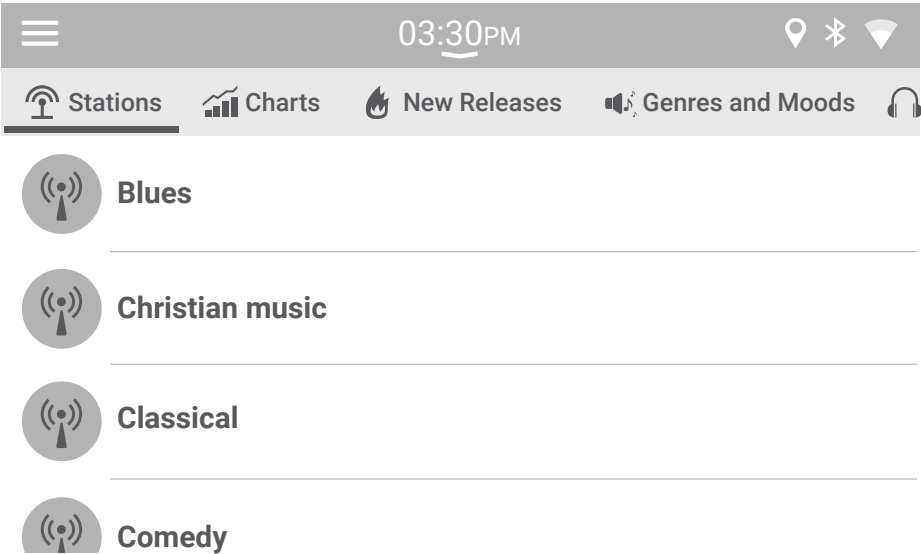 03:30PM
Stations Charts New Releases Genres and Moods
Blues
Christian music
Classical
Comedy